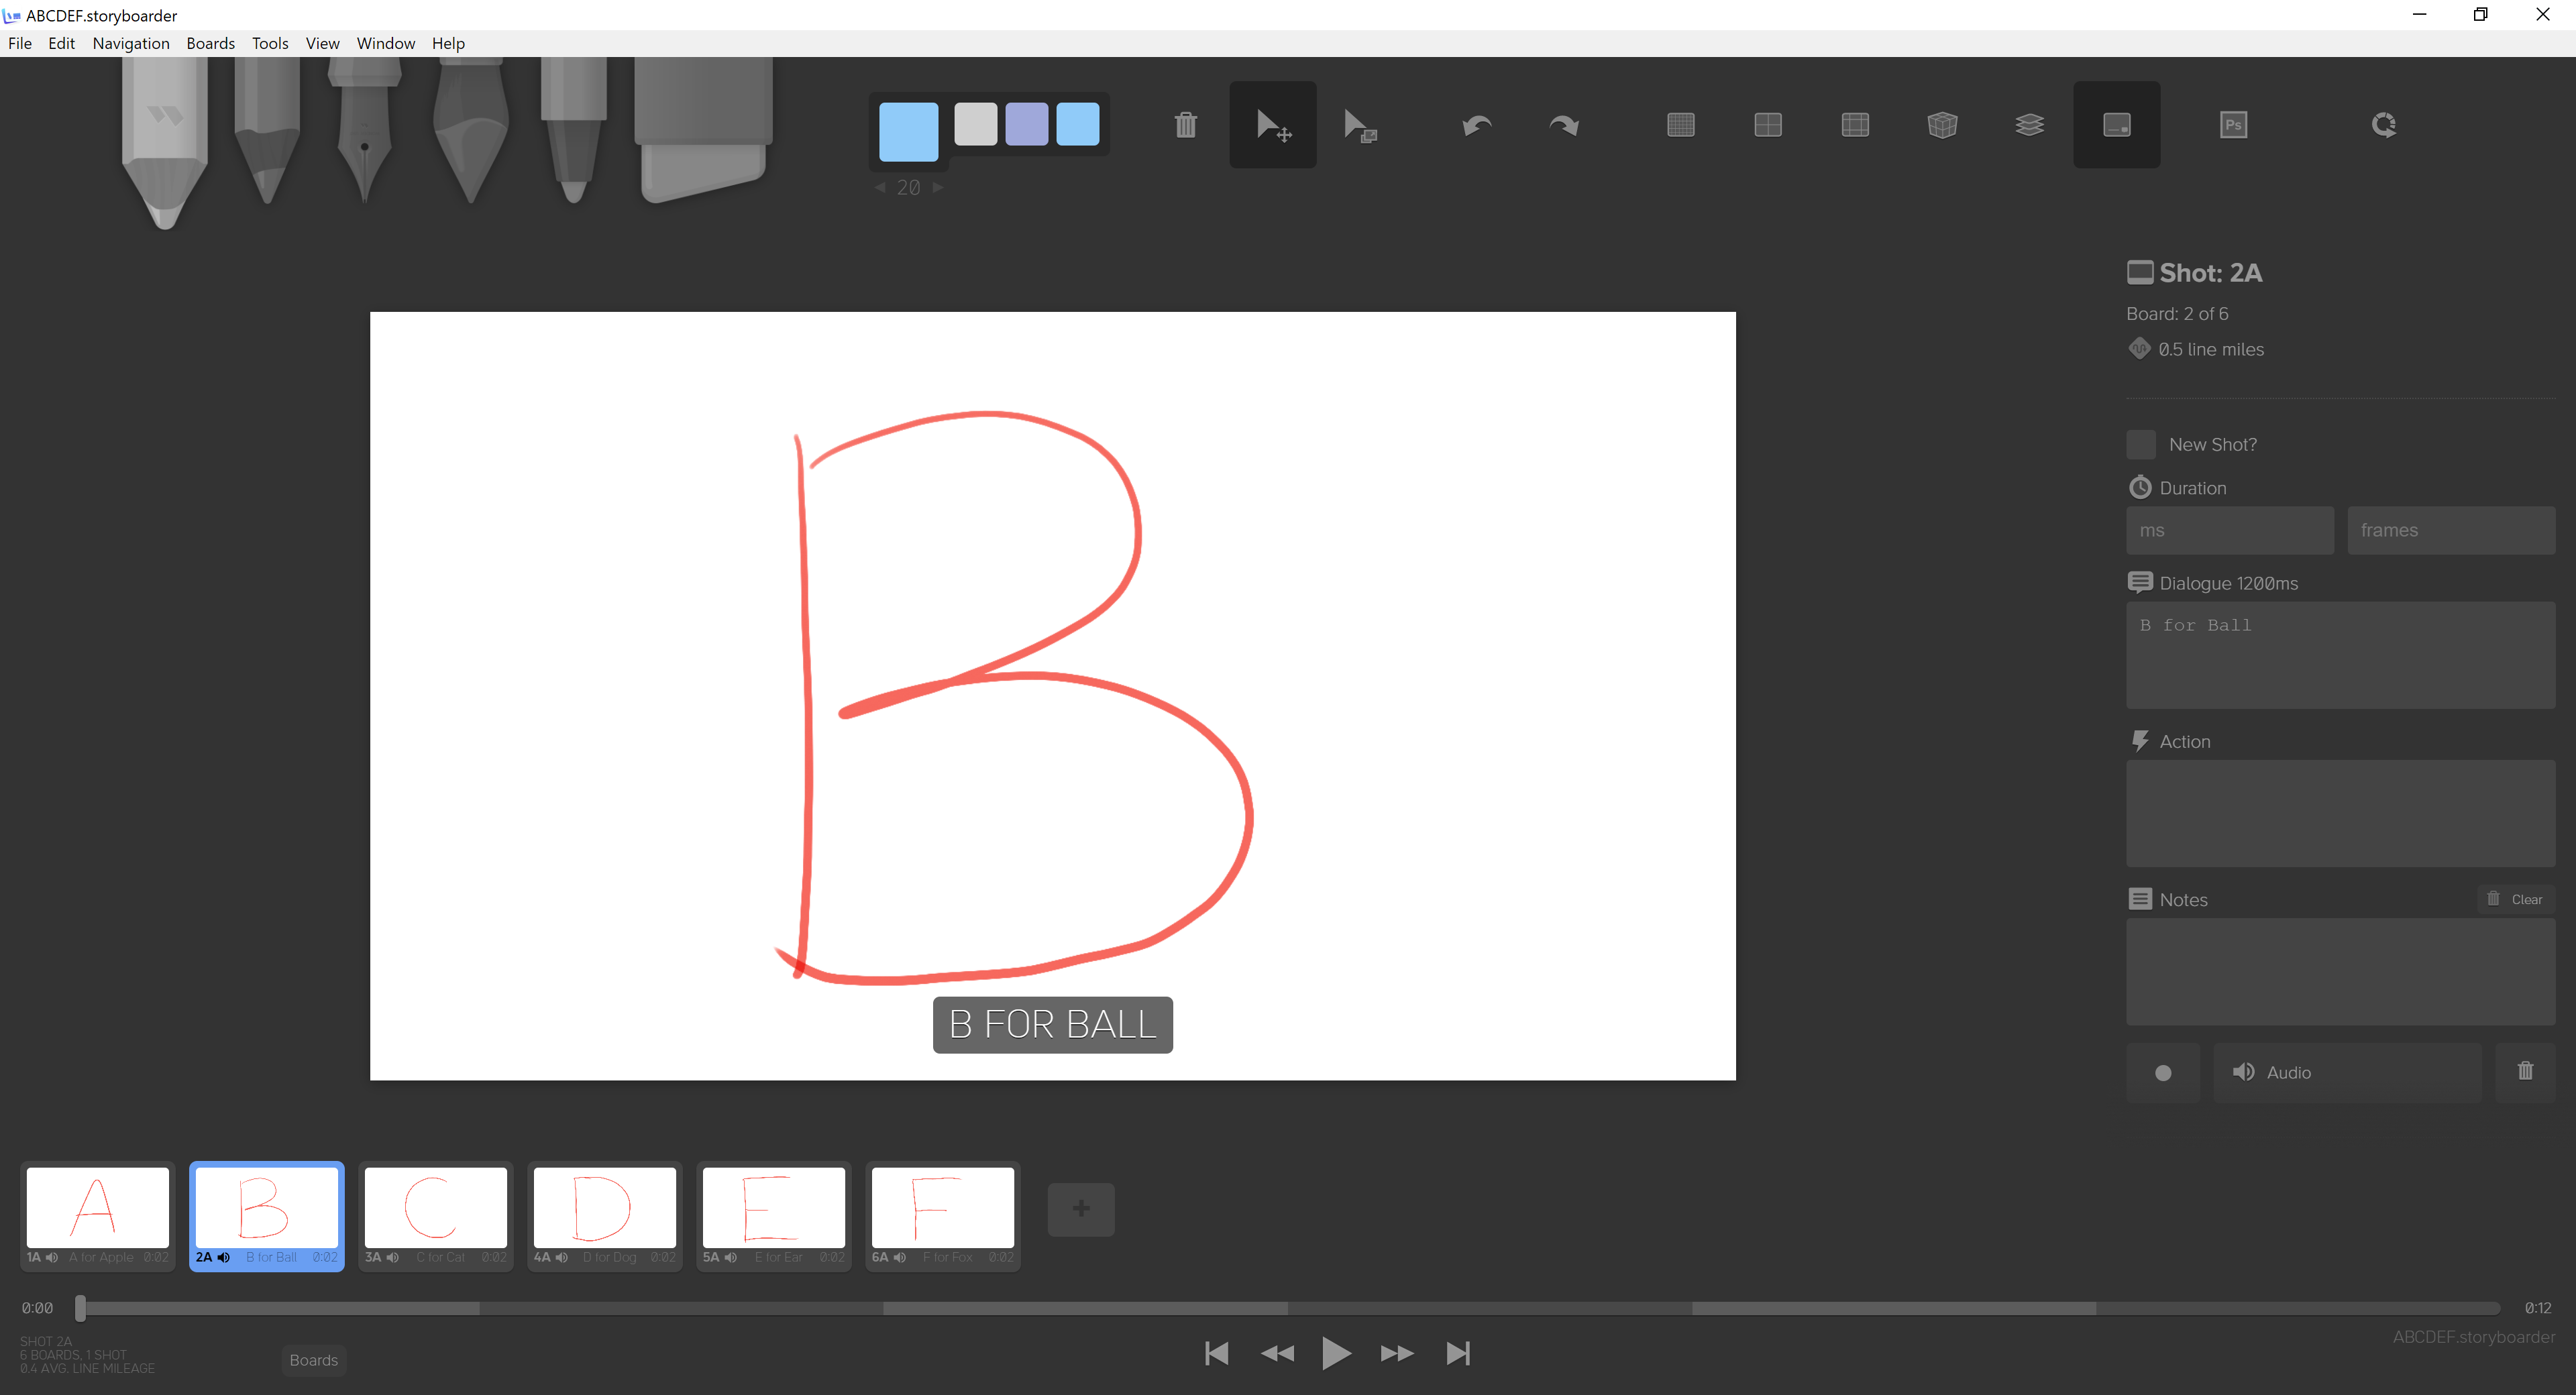 ABCDEF.storyboarder
File Edit Navigation Boards Tools View Window Help
20
Ps
Shot: 2A
Board: 2 of 6
0.5 line miles
New Shot?
Duration
ms frames
Dialogue 1200ms
B for Ball
Action
Notes Clear
Audio
B
B FOR BALL
A B C D E F
1A A for Apple 0:02 2A B for Ball 0:02 3A C for Cat 0:02 4A D for Dog 0:02 5A E for Ear 0:02 6A F for Fox 0:02
0:00 0:12
SHOT 2A
6 BOARDS, 1 SHOT
0.4 AVG. LINE MILEAGE
Boards
ABCDEF.storyboarder